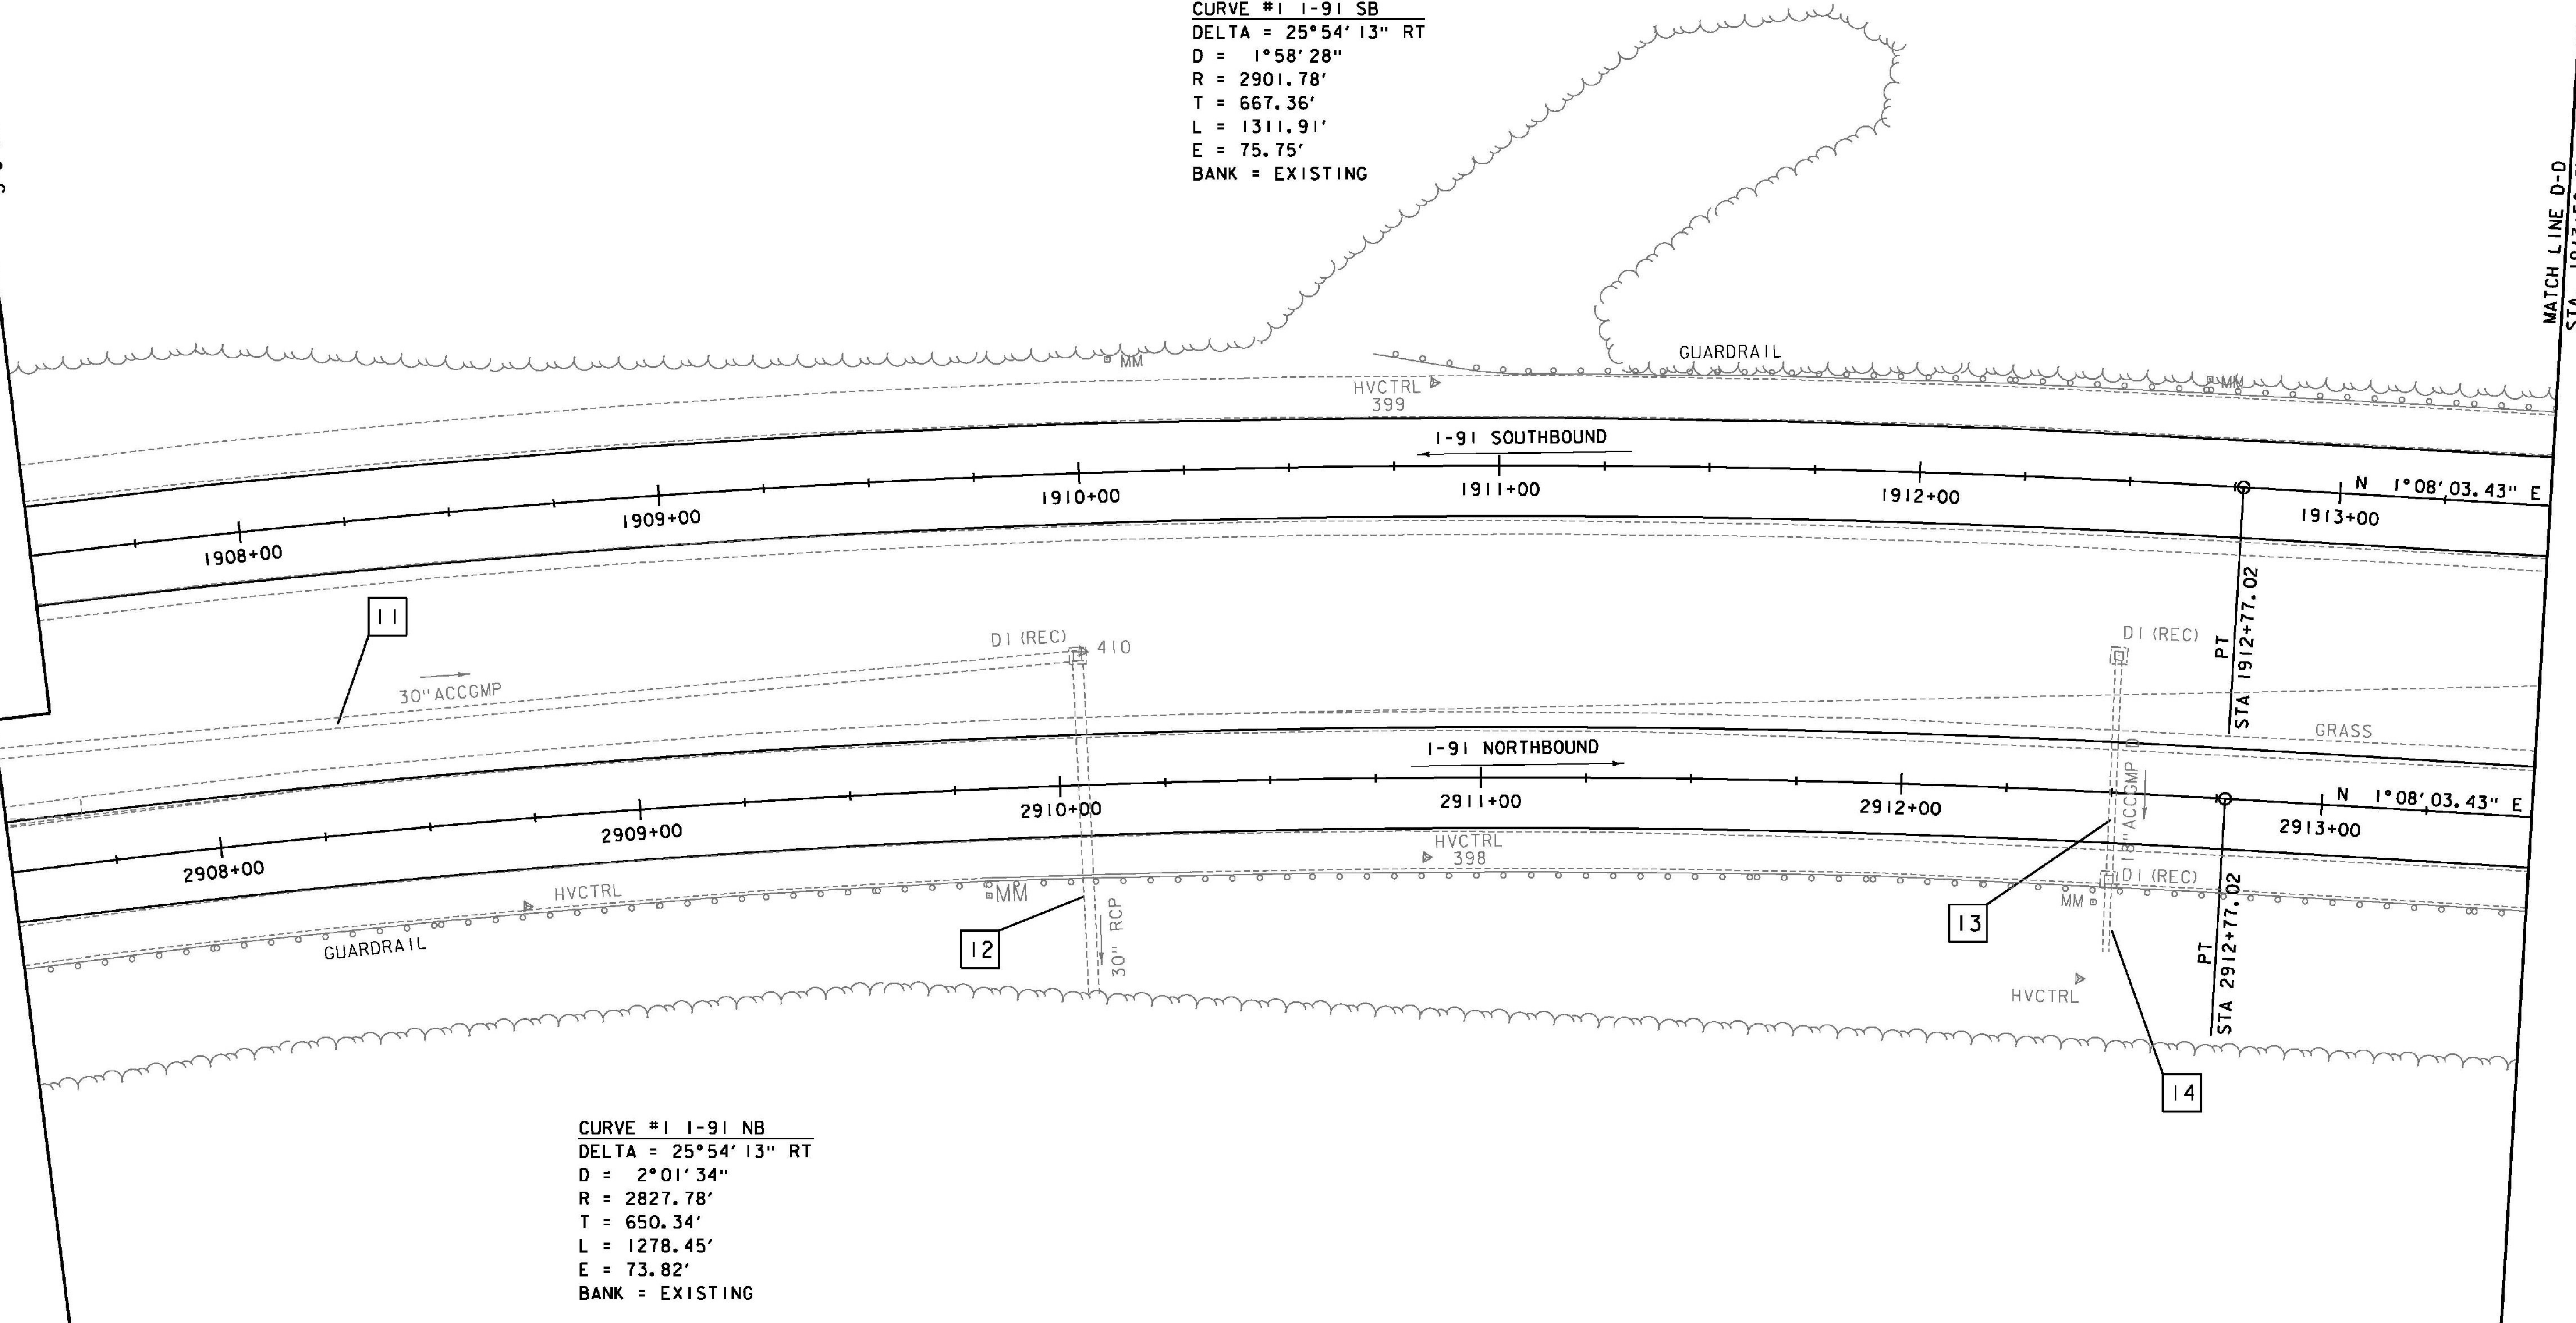 CURVE #1 I-91 SB
DELTA = 25°54'13" RT
D = 1°58'28"
R = 2901.78'
T = 667.36'
L = 1311.91'
E = 75.75'
BANK = EXISTING
MATCH LINE D-D
MM
GUARDRAIL
MM
HVCTRL
399
I-91 SOUTHBOUND
1908+00
1909+00
1910+00
1911+00
1912+00
1913+00
N 1°08'03.43" E
PT
STA 1912+77.02
11
30"ACCGMP
DI (REC)
410
DI (REC)
GRASS
I-91 NORTHBOUND
2908+00
2909+00
2910+00
2911+00
2912+00
2913+00
N 1°08'03.43" E
18"ACCGMP D
HVCTRL
398
HVCTRL
MM
GUARDRAIL
12
30" RCP
13
DI (REC)
MM
HVCTRL
14
PT
STA 2912+77.02
CURVE #1 I-91 NB
DELTA = 25°54'13" RT
D = 2°01'34"
R = 2827.78'
T = 650.34'
L = 1278.45'
E = 73.82'
BANK = EXISTING